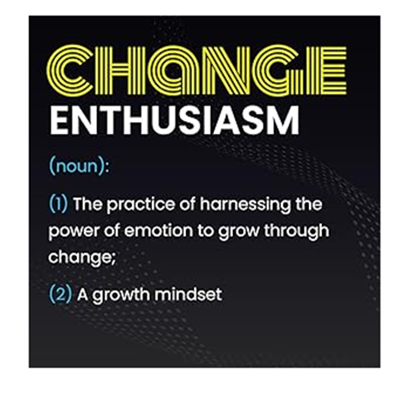 CHANGE
ENTHUSIASM
(noun):
(1) The practice of harnessing the
power of emotion to grow through
change;
(2) A growth mindset